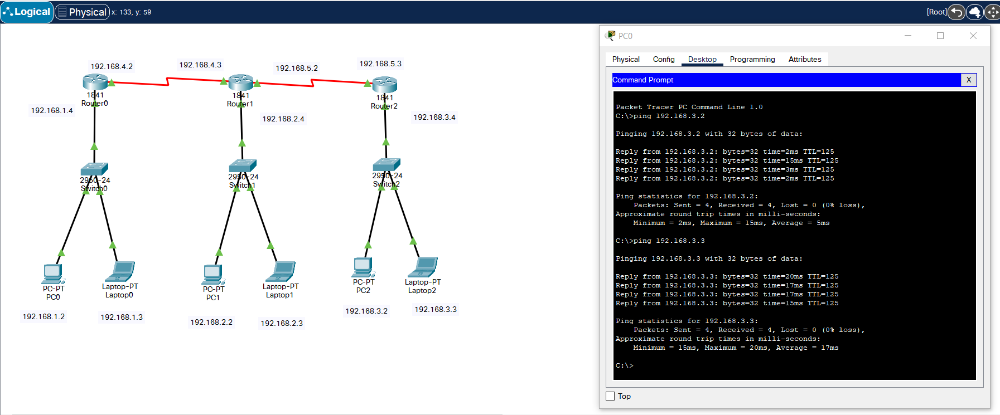 Logical
Physical
x: 133, y: 59
[Root]
192.168.4.2
192.168.4.3
192.168.5.2
192.168.5.3
1841
Router0
1841
Router1
1841
Router2
192.168.1.4
192.168.2.4
192.168.3.4
2950-24
Switch0
2950-24
Switch1
2950-24
Switch2
PC-PT
PC0
Laptop-PT
Laptop0
PC-PT
PC1
Laptop-PT
Laptop1
PC-PT
PC2
Laptop-PT
Laptop2
192.168.1.2
192.168.1.3
192.168.2.2
192.168.2.3
192.168.3.2
192.168.3.3
PC0
Physical Config Desktop Programming Attributes
Command Prompt
X
Packet Tracer PC Command Line 1.0
C:\>ping 192.168.3.2
Pinging 192.168.3.2 with 32 bytes of data:
Reply from 192.168.3.2: bytes=32 time=2ms TTL=125
Reply from 192.168.3.2: bytes=32 time=15ms TTL=125
Reply from 192.168.3.2: bytes=32 time=3ms TTL=125
Reply from 192.168.3.2: bytes=32 time=2ms TTL=125
Ping statistics for 192.168.3.2:
Packets: Sent = 4, Received = 4, Lost = 0 (0% loss),
Approximate round trip times in milli-seconds:
Minimum = 2ms, Maximum = 15ms, Average = 5ms
C:\>ping 192.168.3.3
Pinging 192.168.3.3 with 32 bytes of data:
Reply from 192.168.3.3: bytes=32 time=20ms TTL=125
Reply from 192.168.3.3: bytes=32 time=17ms TTL=125
Reply from 192.168.3.3: bytes=32 time=17ms TTL=125
Reply from 192.168.3.3: bytes=32 time=15ms TTL=125
Ping statistics for 192.168.3.3:
Packets: Sent = 4, Received = 4, Lost = 0 (0% loss),
Approximate round trip times in milli-seconds:
Minimum = 15ms, Maximum = 20ms, Average = 17ms
C:\>
Top